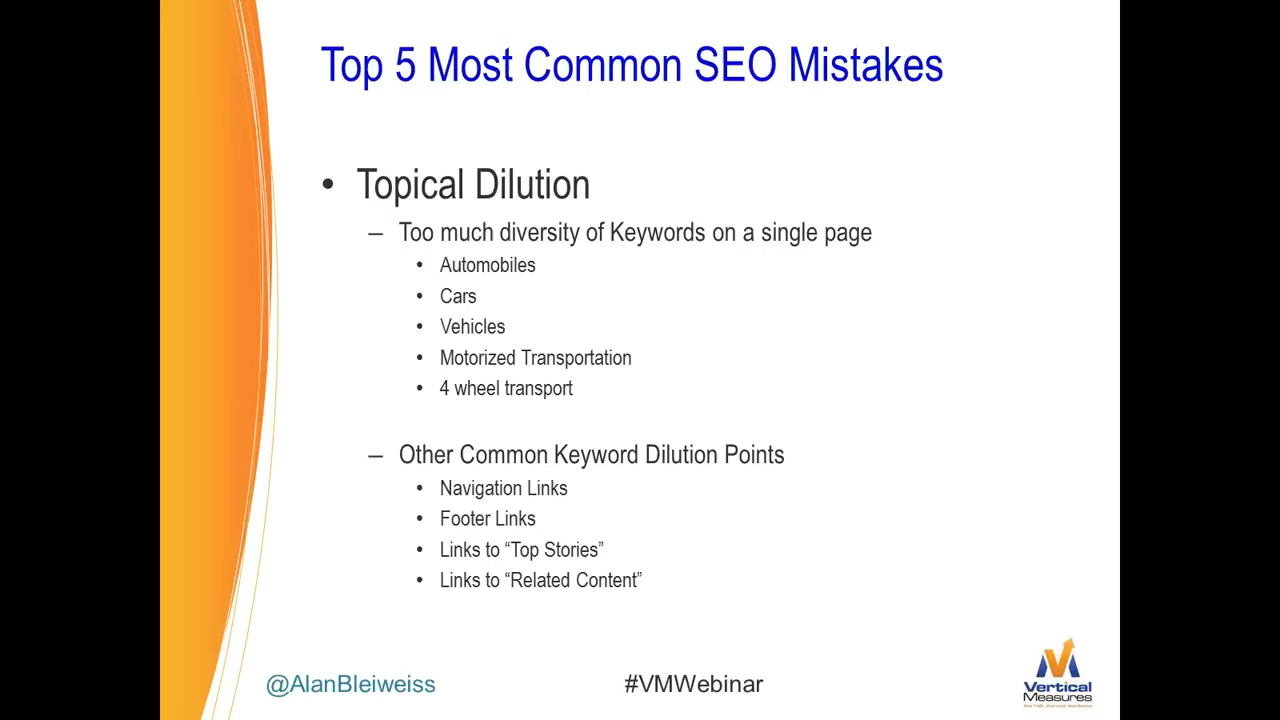 Top 5 Most Common SEO Mistakes
• Topical Dilution
– Too much diversity of Keywords on a single page
• Automobiles
• Cars
• Vehicles
• Motorized Transportation
• 4 wheel transport
– Other Common Keyword Dilution Points
• Navigation Links
• Footer Links
• Links to “Top Stories”
• Links to “Related Content”
@AlanBleiweiss
#VMWebinar
Vertical
Measures